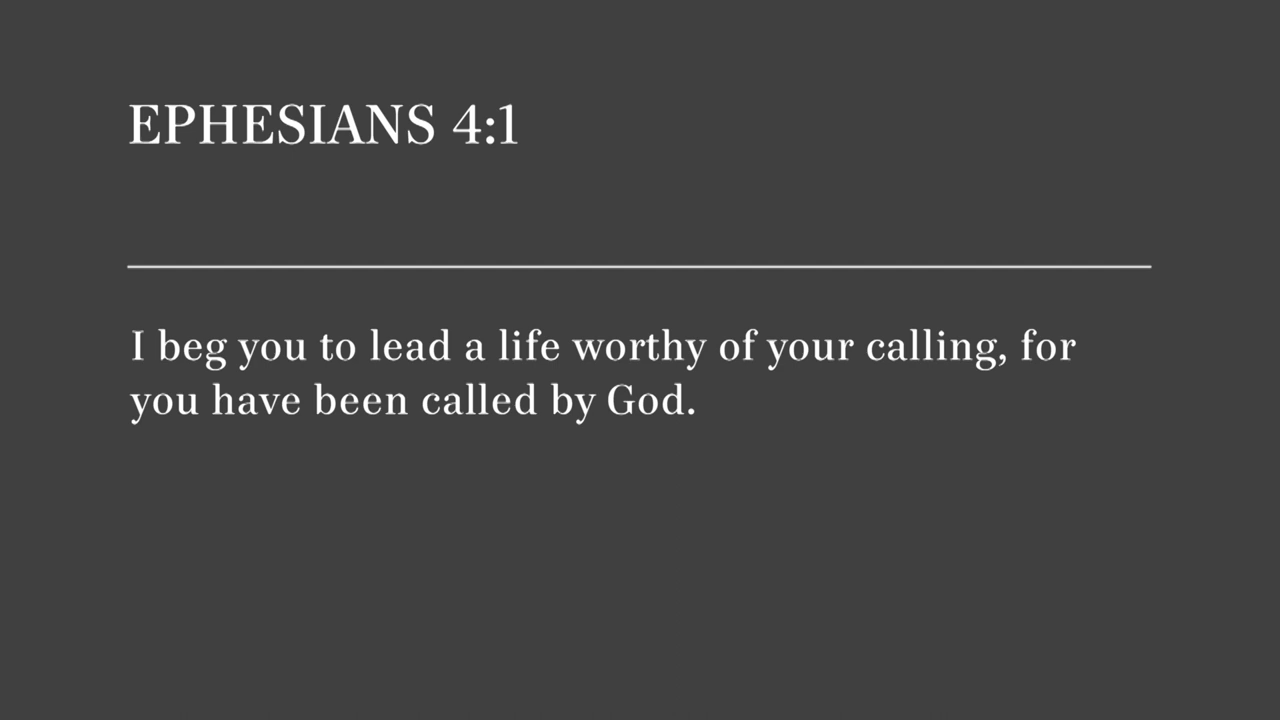 EPHESIANS 4:1
I beg you to lead a life worthy of your calling, for
you have been called by God.